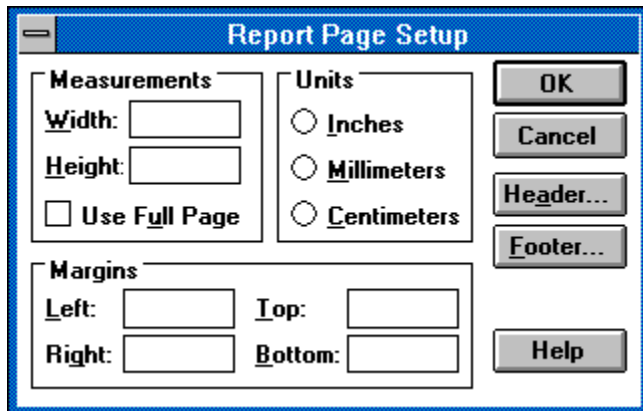 Report Page Setup
Measurements
Width:
Height:
Use Full Page
Units
Inches
Millimeters
Centimeters
OK
Cancel
Header...
Footer...
Margins
Left:
Top:
Right:
Bottom:
Help